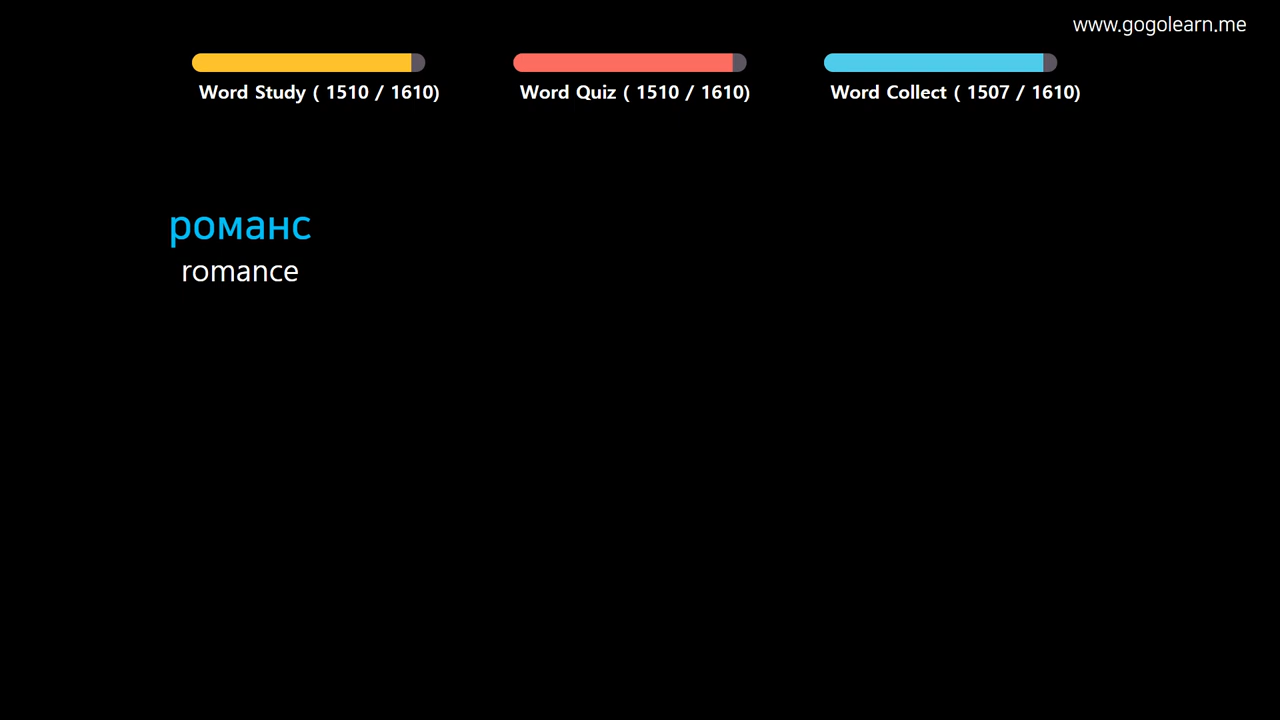 www.gogolearn.me
Word Study ( 1510 / 1610)
Word Quiz ( 1510 / 1610)
Word Collect ( 1507 / 1610)
романс
romance